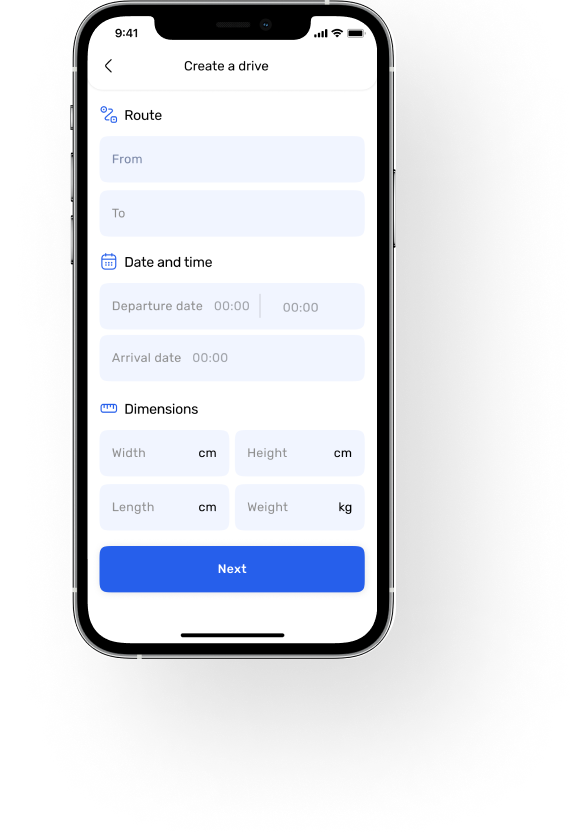 9:41
Create a drive
Route
From
To
Date and time
Departure date 00:00 00:00
Arrival date 00:00
Dimensions
Width cm Height cm
Length cm Weight kg
Next